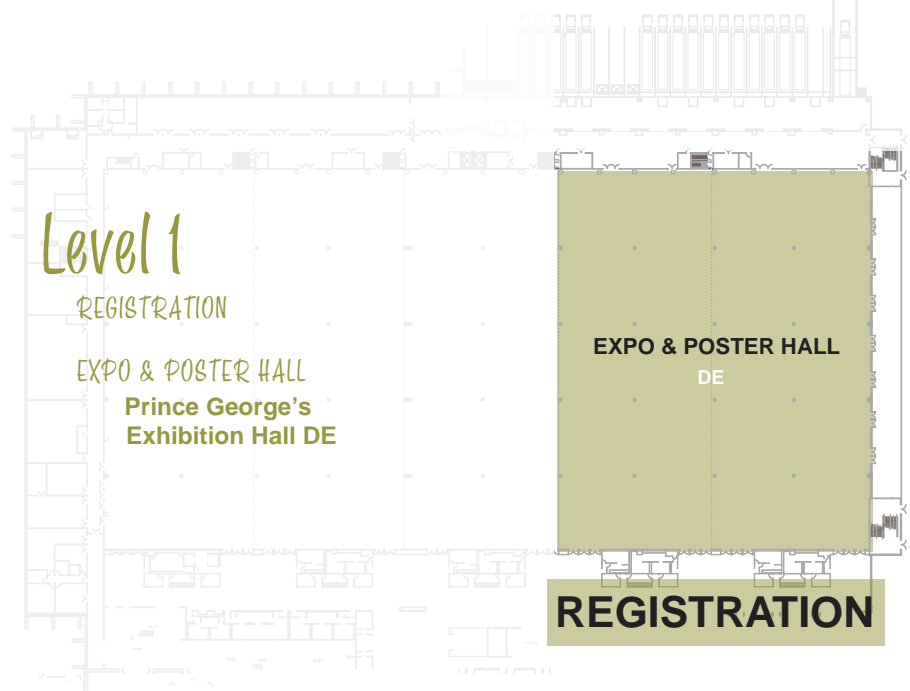 Level 1
REGISTRATION
EXPO & POSTER HALL
Prince George’s
Exhibition Hall DE
EXPO & POSTER HALL
DE
REGISTRATION